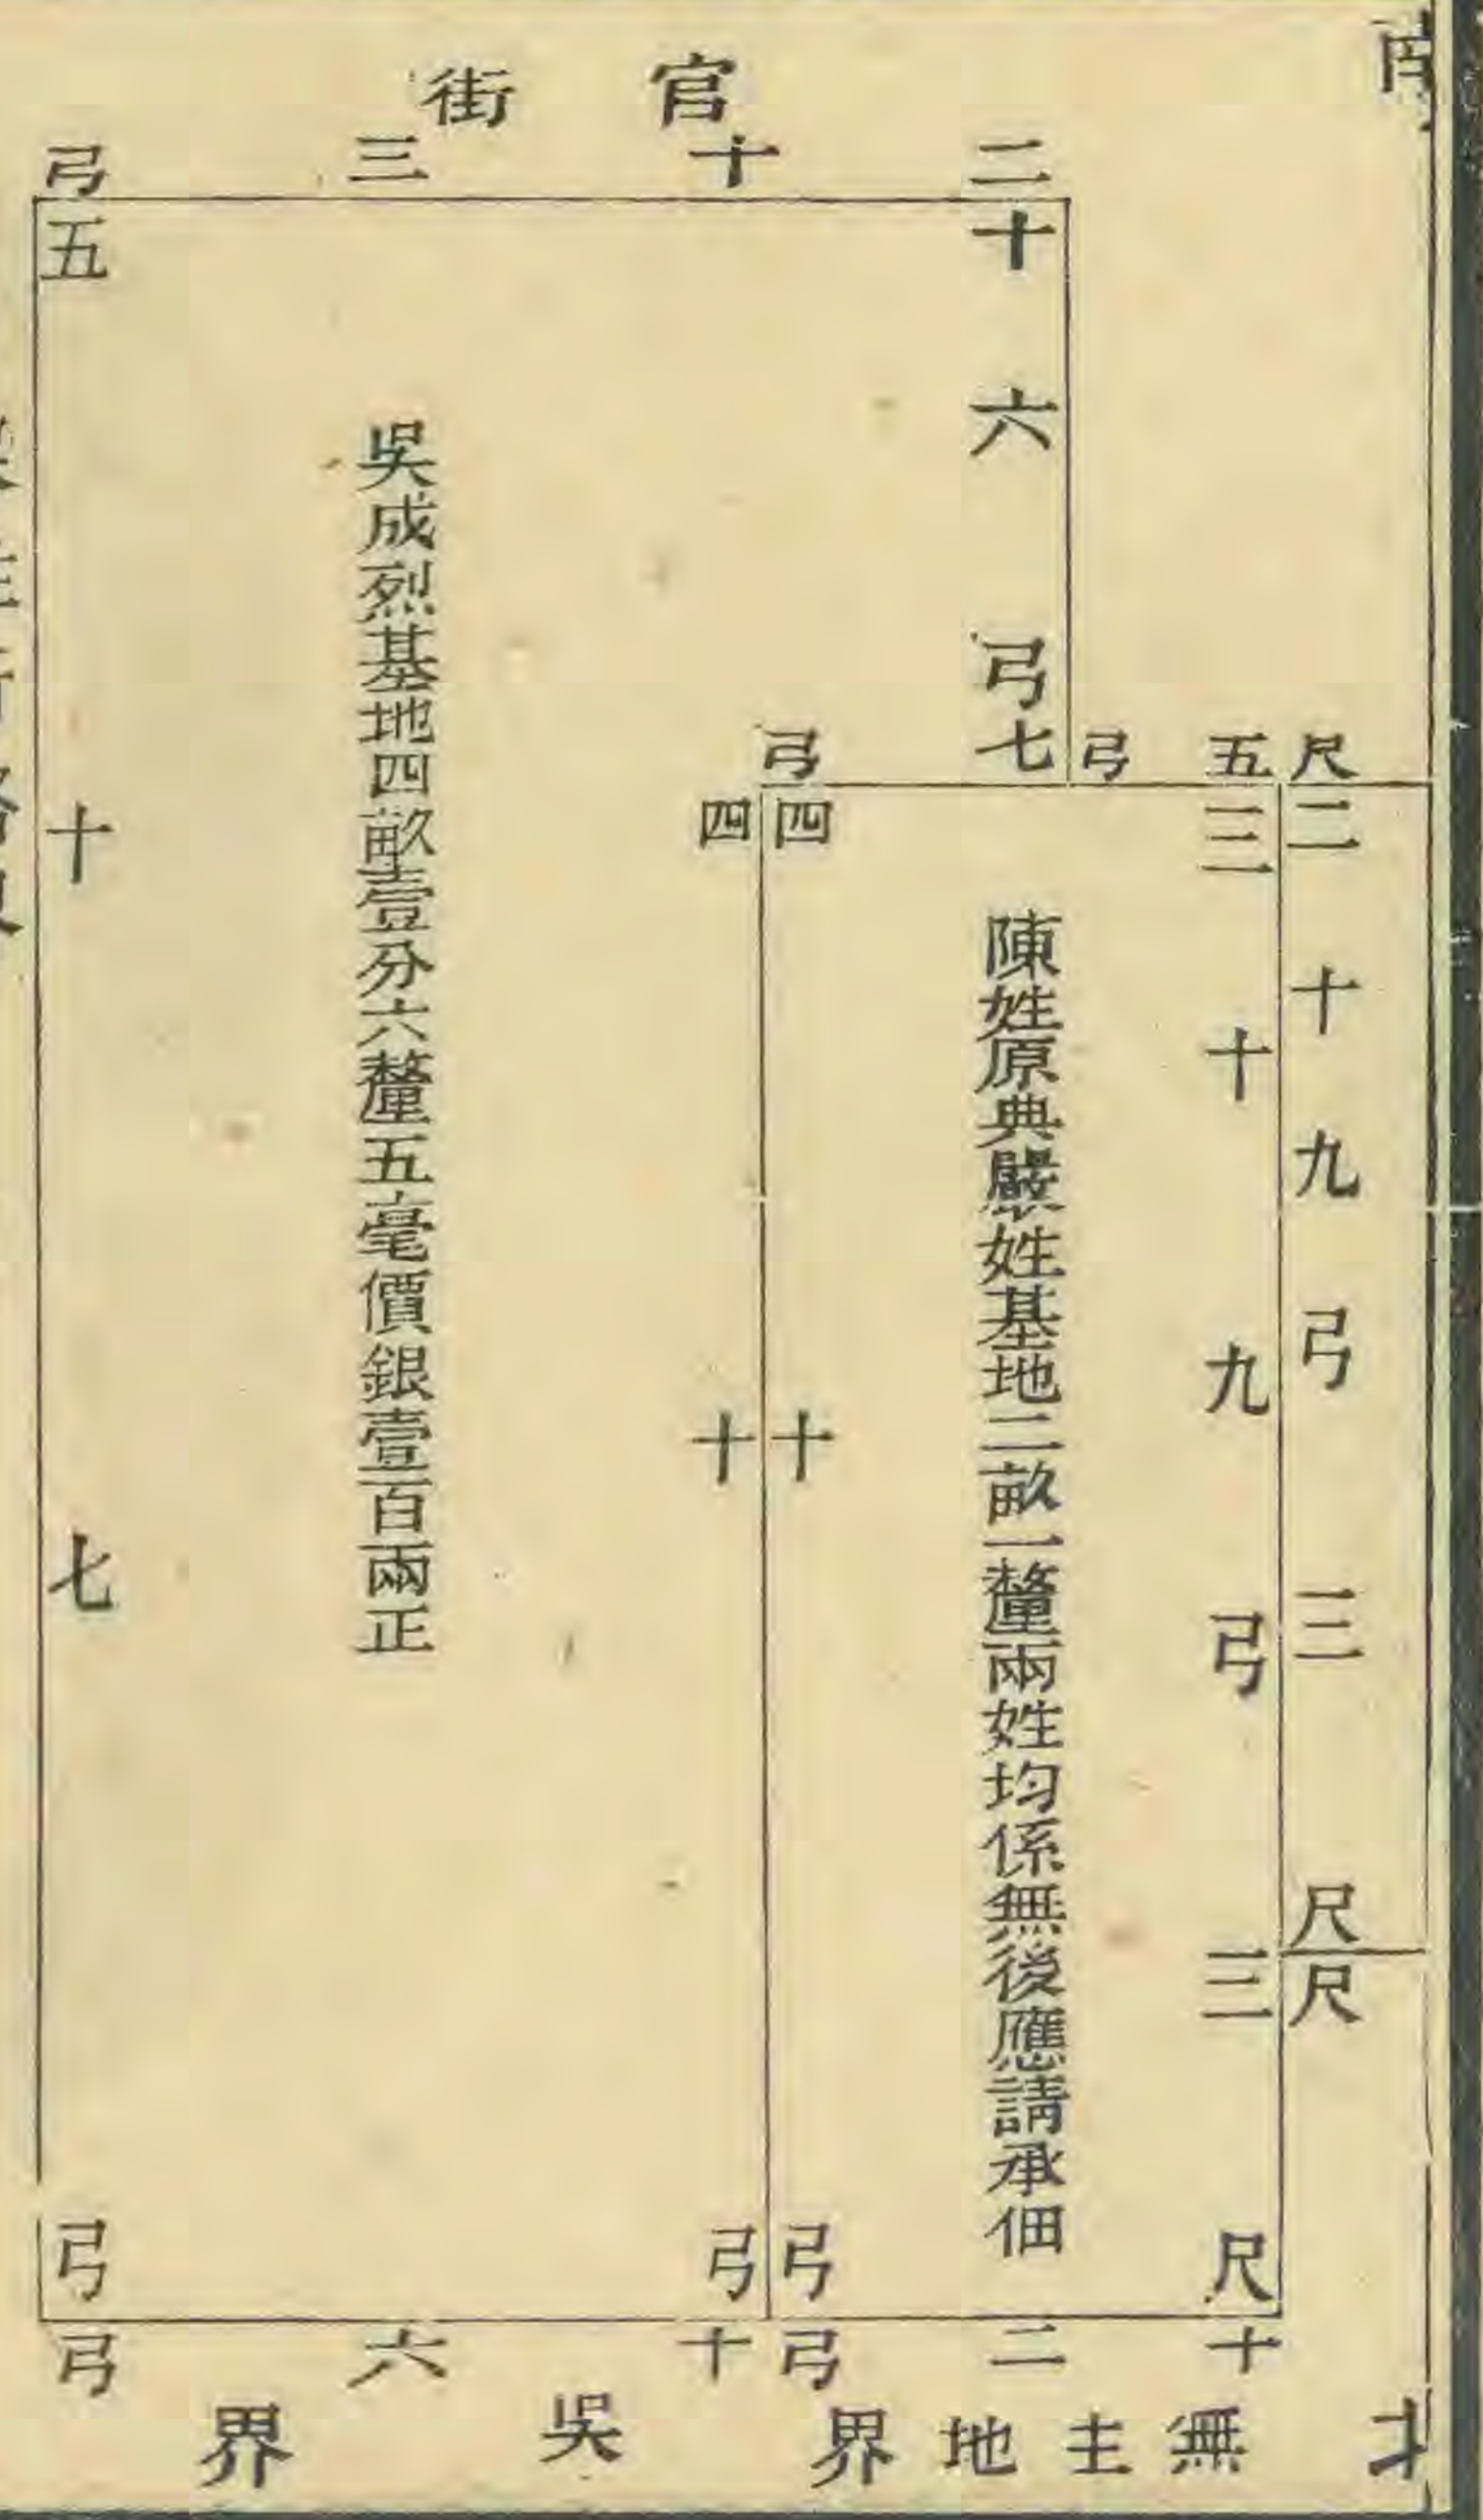 南
官街
二十三弓
十六弓
五十七弓
七弓
五弓
尺
二十九弓三尺
尺
三十九弓三尺
四十弓
四十弓
陳姓原典嚴姓基地二畝一釐兩姓均係無後應請承佃
吳成烈基地四畝壹分六釐五毫價銀壹百兩正
十二弓
十六弓
無主地界
吳界
北